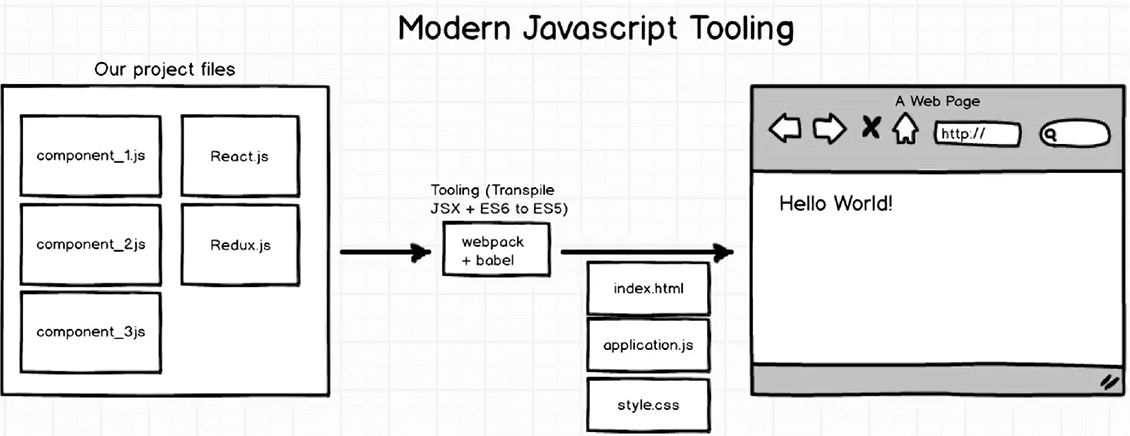 Modern Javascript Tooling
Our project files
component_1.js
React.js
component_2js
Redux.js
component_3js
Tooling (Transpile
JSX + ES6 to ES5)
webpack
+ babel
index.html
application.js
style.css
A Web Page
http://
Hello World!